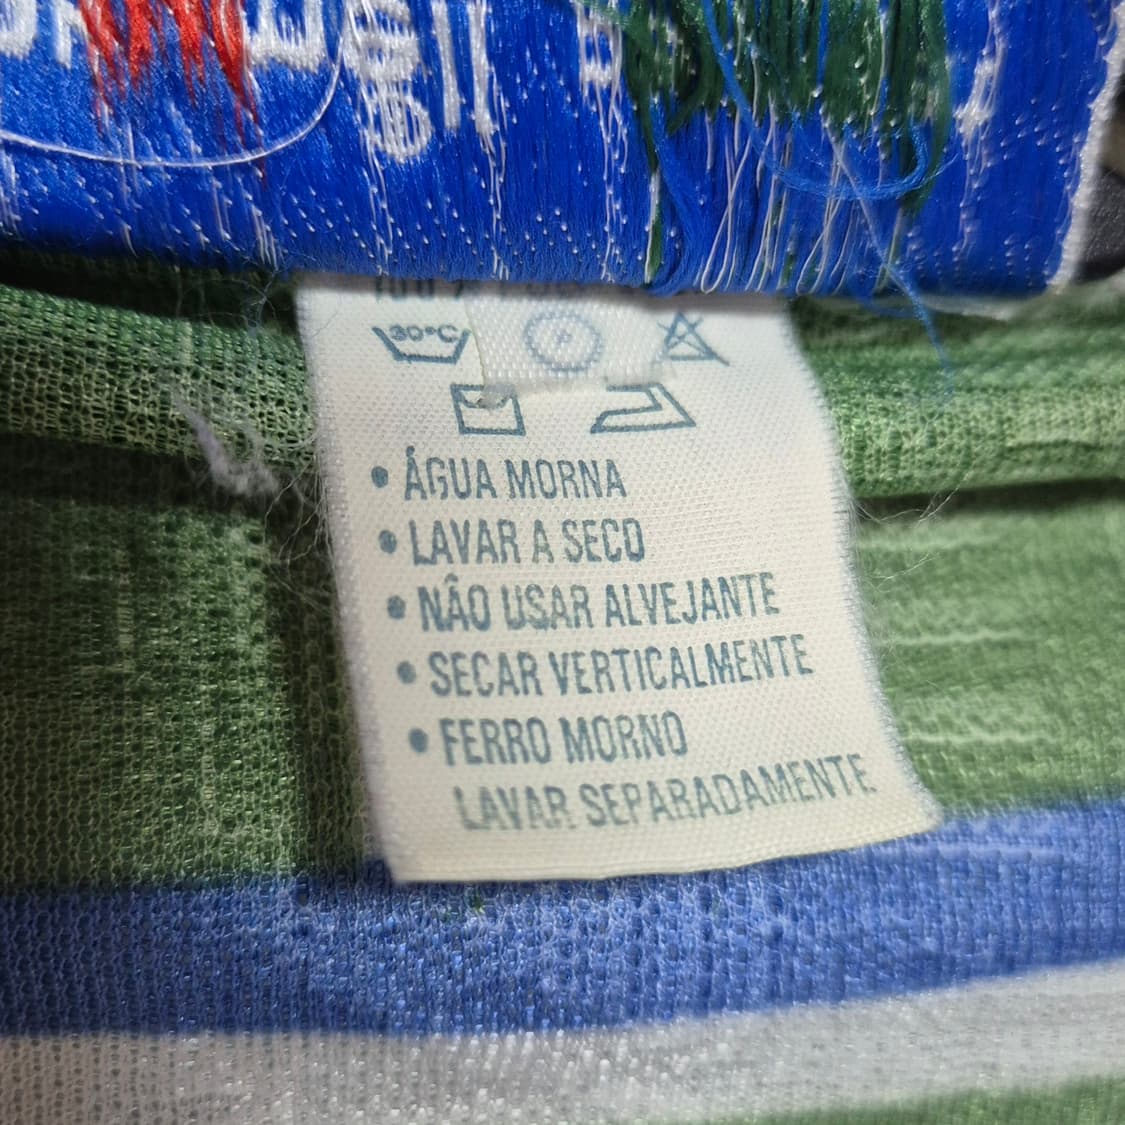 30°C
P
• ÁGUA MORNA
• LAVAR A SECO
• NÃO USAR ALVEJANTE
• SECAR VERTICALMENTE
• FERRO MORNO
LAVAR SEPARADAMENTE